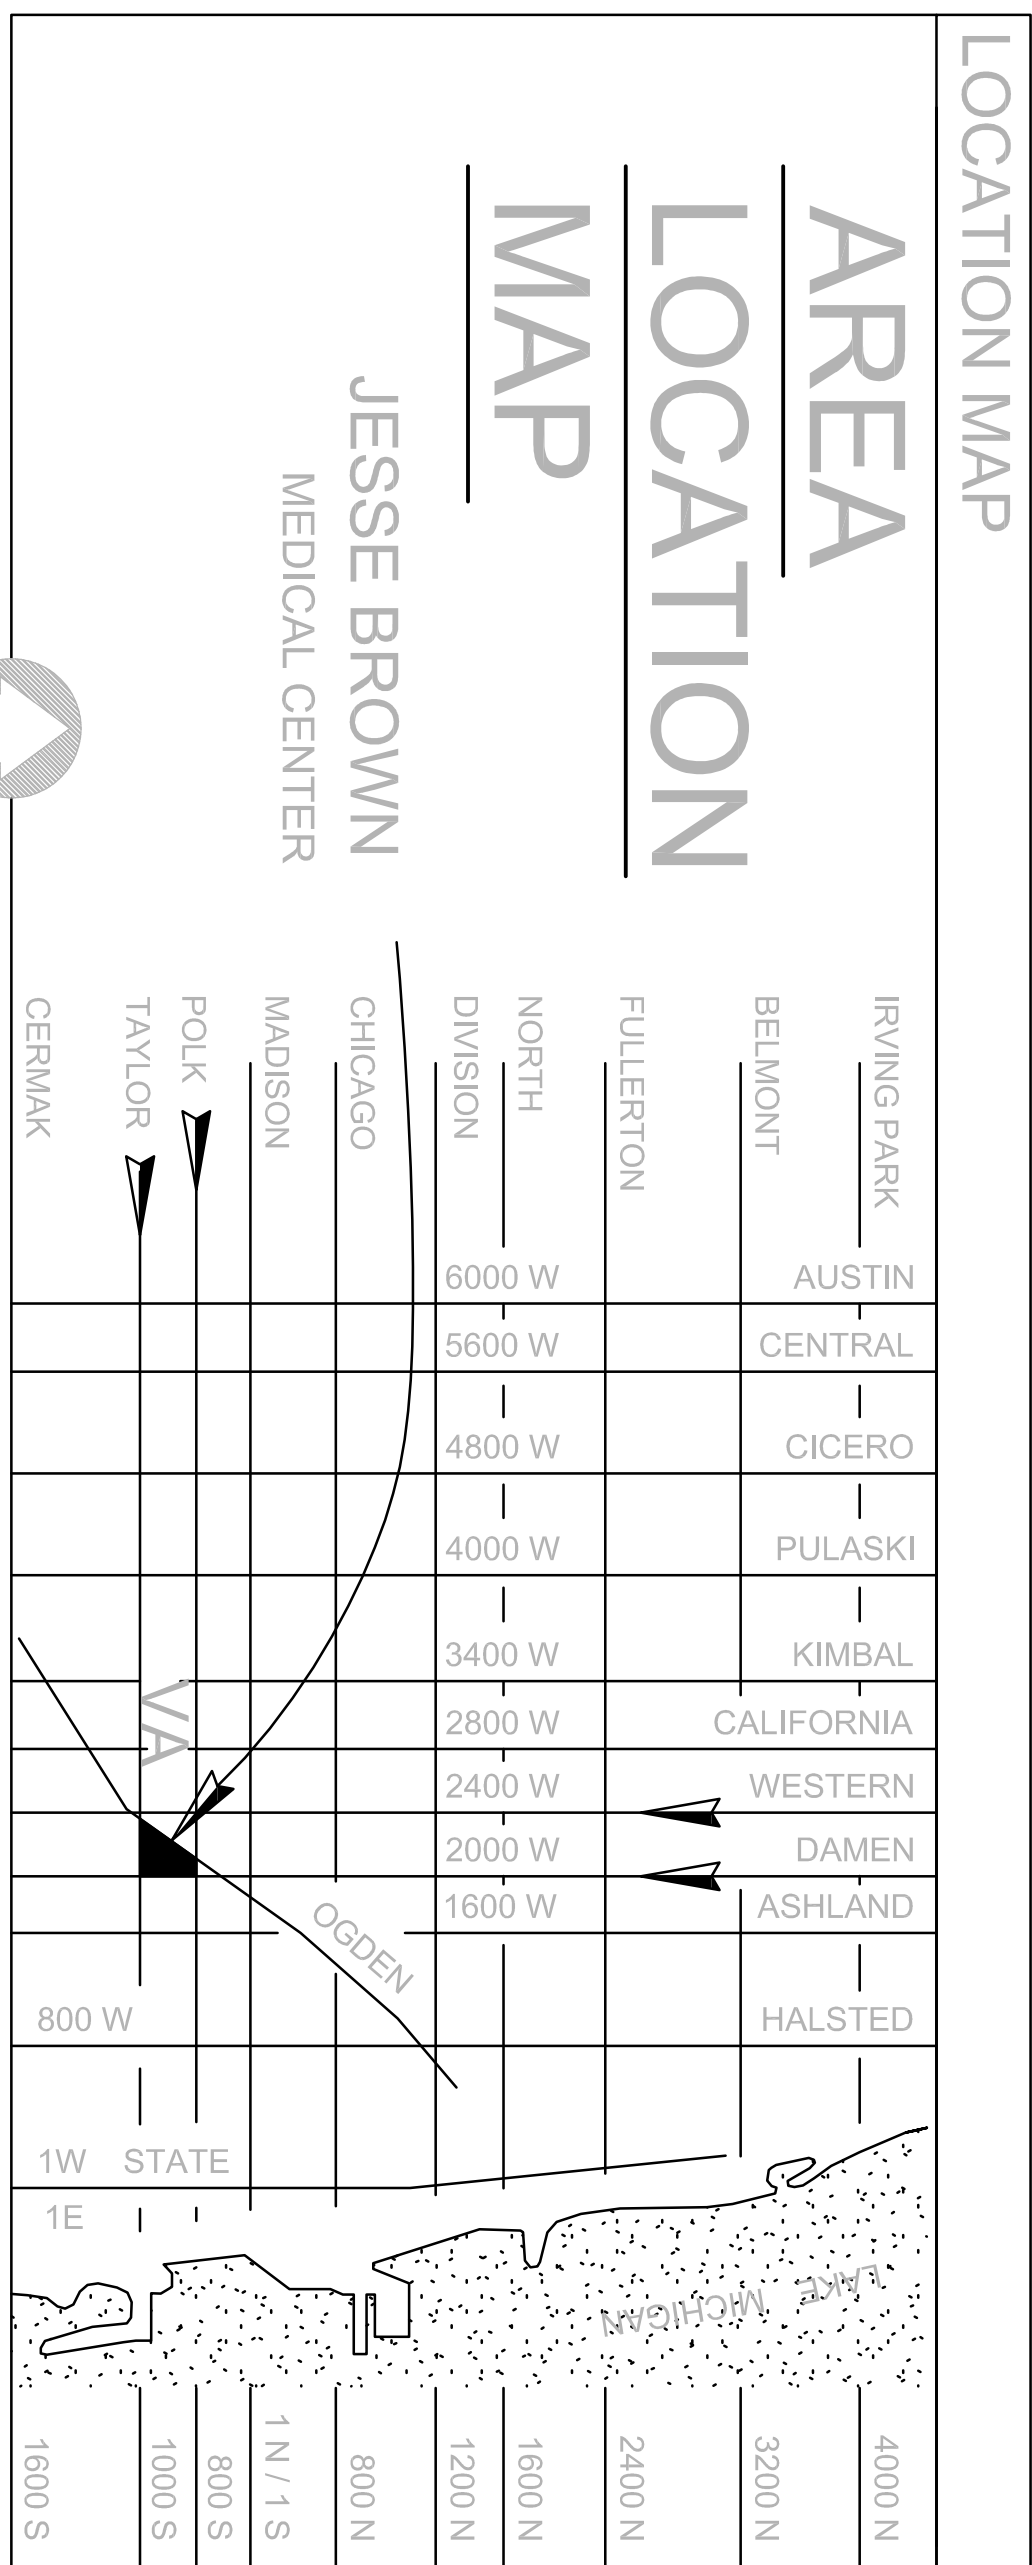 LOCATION MAP
AREA
LOCATION
MAP
JESSE BROWN
MEDICAL CENTER
IRVING PARK
BELMONT
FULLERTON
NORTH
DIVISION
CHICAGO
MADISON
POLK
TAYLOR
CERMAK
AUSTIN
6000 W
CENTRAL
5600 W
CICERO
4800 W
PULASKI
4000 W
KIMBAL
3400 W
CALIFORNIA
2800 W
WESTERN
2400 W
DAMEN
2000 W
ASHLAND
1600 W
HALSTED
800 W
STATE
1W
1E
VA
OGDEN
LAKE MICHIGAN
4000 N
3200 N
2400 N
1600 N
1200 N
800 N
1 N / 1 S
800 S
1000 S
1600 S